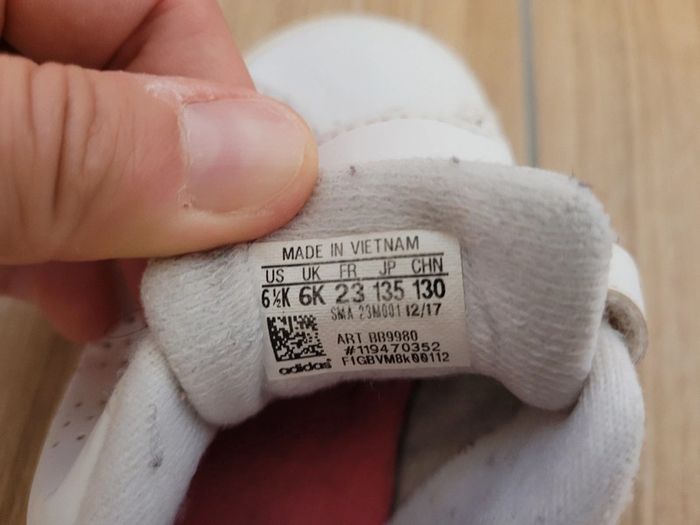 MADE IN VIETNAM
US UK FR JP CHN
6½K 6K 23 135 130
SMA 23M001 12/17
ART BB9980
#119470352
adidas F1GBVM8k00112